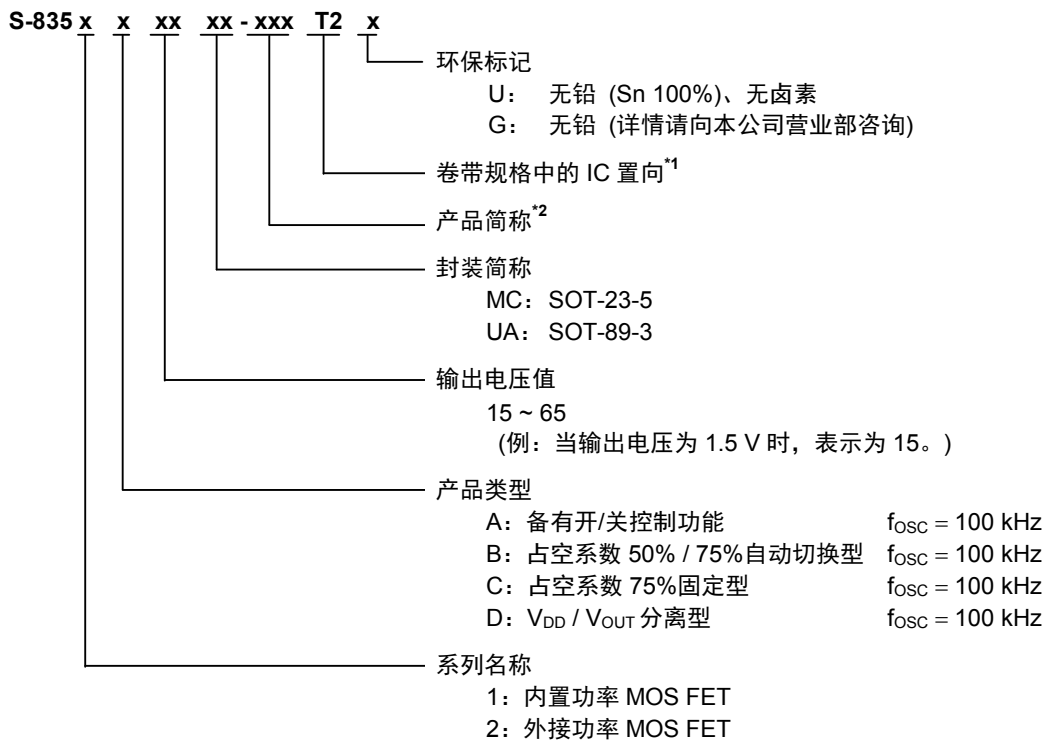 S-835 x x xx xx - xxx T2 x
环保标记
U： 无铅 (Sn 100%)、无卤素
G： 无铅 (详情请向本公司营业部咨询)
卷带规格中的 IC 置向*1
产品简称*2
封装简称
MC：SOT-23-5
UA：SOT-89-3
输出电压值
15 ~ 65
(例：当输出电压为 1.5 V 时，表示为 15。)
产品类型
A：备有开/关控制功能 fOSC = 100 kHz
B：占空系数 50% / 75%自动切换型 fOSC = 100 kHz
C：占空系数 75%固定型 fOSC = 100 kHz
D：VDD / VOUT 分离型 fOSC = 100 kHz
系列名称
1：内置功率 MOS FET
2：外接功率 MOS FET